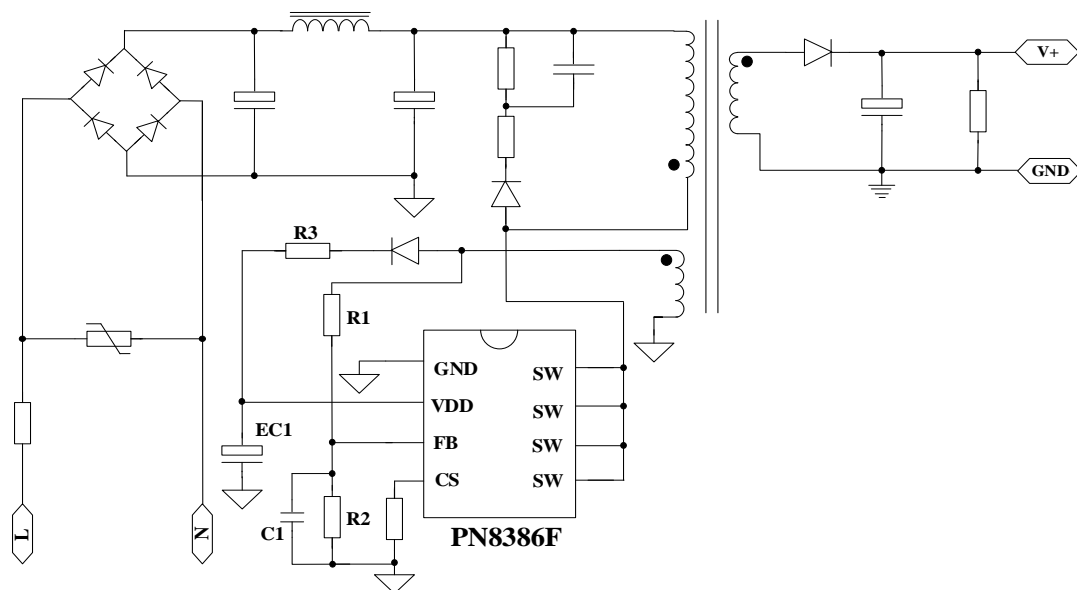 V+
GND
R3
R1
GND
SW
VDD
SW
EC1
FB
SW
CS
SW
C1
R2
L
N
PN8386F